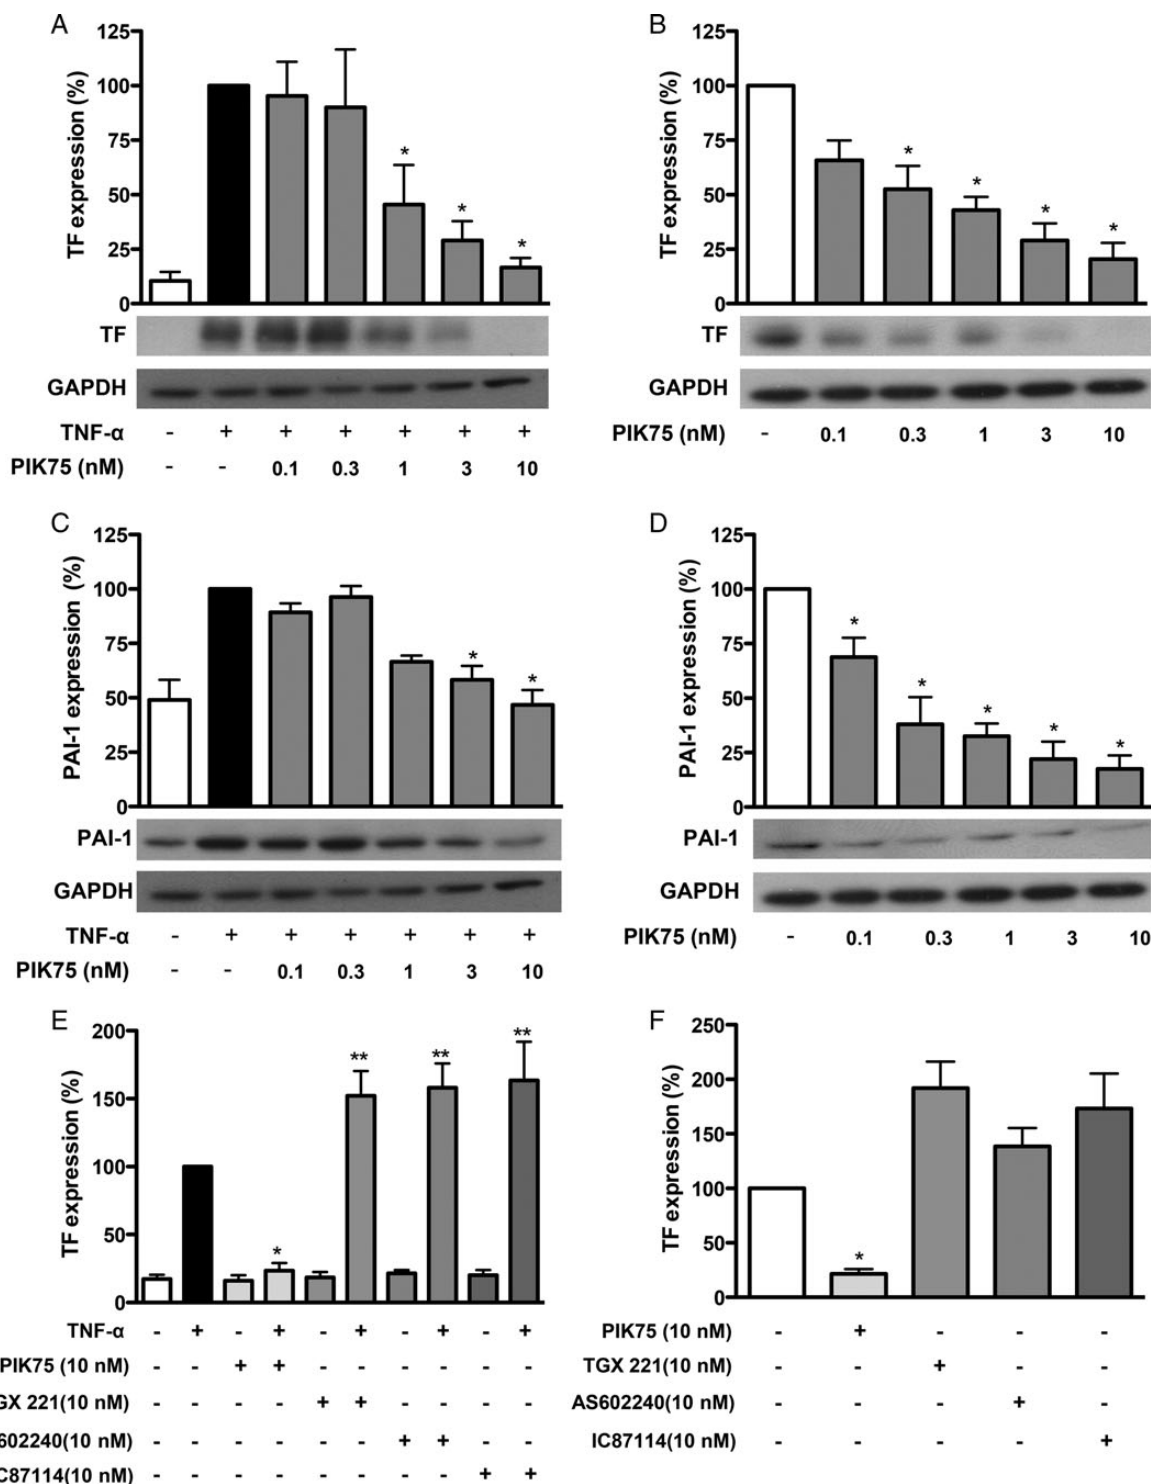 A
TF expression (%)
125
100
75
50
25
0
*
*
*
TF
GAPDH
TNF-α - + + + + + +
PIK75 (nM) - - 0.1 0.3 1 3 10
B
TF expression (%)
125
100
75
50
25
0
*
*
*
*
TF
GAPDH
PIK75 (nM) - 0.1 0.3 1 3 10
C
PAI-1 expression (%)
125
100
75
50
25
0
*
*
PAI-1
GAPDH
TNF-α - + + + + + +
PIK75 (nM) - - 0.1 0.3 1 3 10
D
PAI-1 expression (%)
125
100
75
50
25
0
*
*
*
*
*
PAI-1
GAPDH
PIK75 (nM) - 0.1 0.3 1 3 10
E
TF expression (%)
200
150
100
50
0
*
**
**
**
TNF-α - + - + - + - + - +
PIK75 (10 nM) - - + + - - - - - -
GX 221(10 nM) - - - - + + - - - -
602240(10 nM) - - - - - - + + - -
C87114(10 nM) - - - - - - - - + +
F
TF expression (%)
250
200
150
100
50
0
*
PIK75 (10 nM) - + - - -
TGX 221(10 nM) - - + - -
AS602240(10 nM) - - - + -
IC87114(10 nM) - - - - +